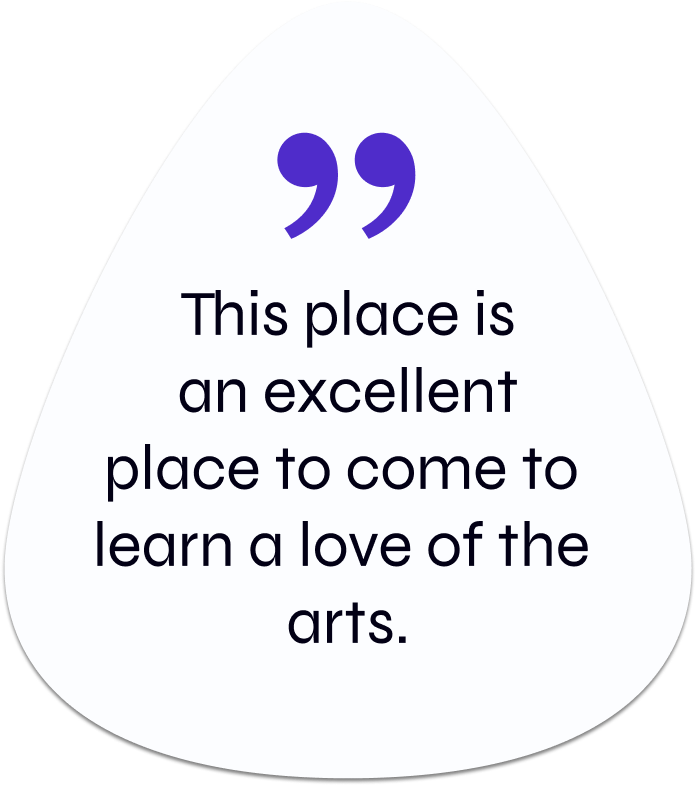 ”
This place is
an excellent
place to come to
learn a love of the
arts.